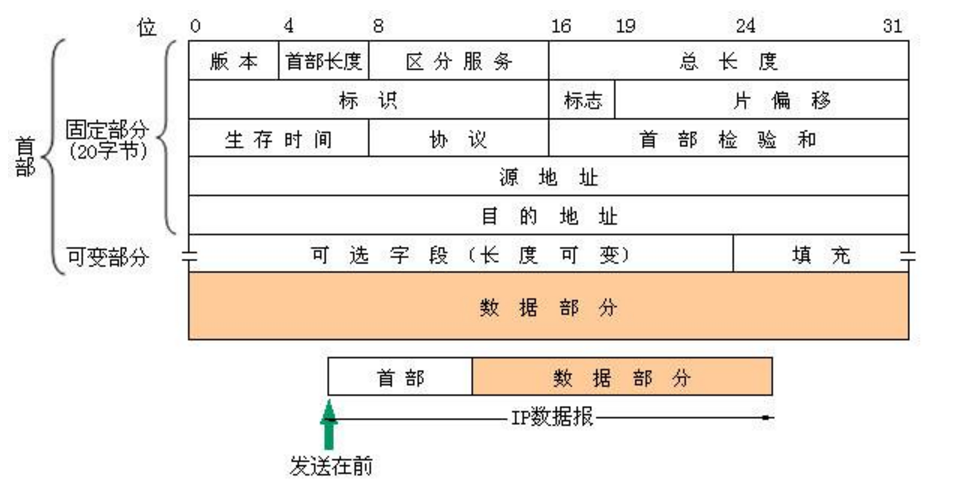 位 0 4 8 16 19 24 31
版本 首部长度 区分服务 总长度
标识 标志 片偏移
首部
固定部分
(20字节)
生存时间 协议 首部检验和
源地址
目的地址
可变部分 可选字段(长度可变) 填充
数据部分
首部 数据部分
IP数据报
发送在前